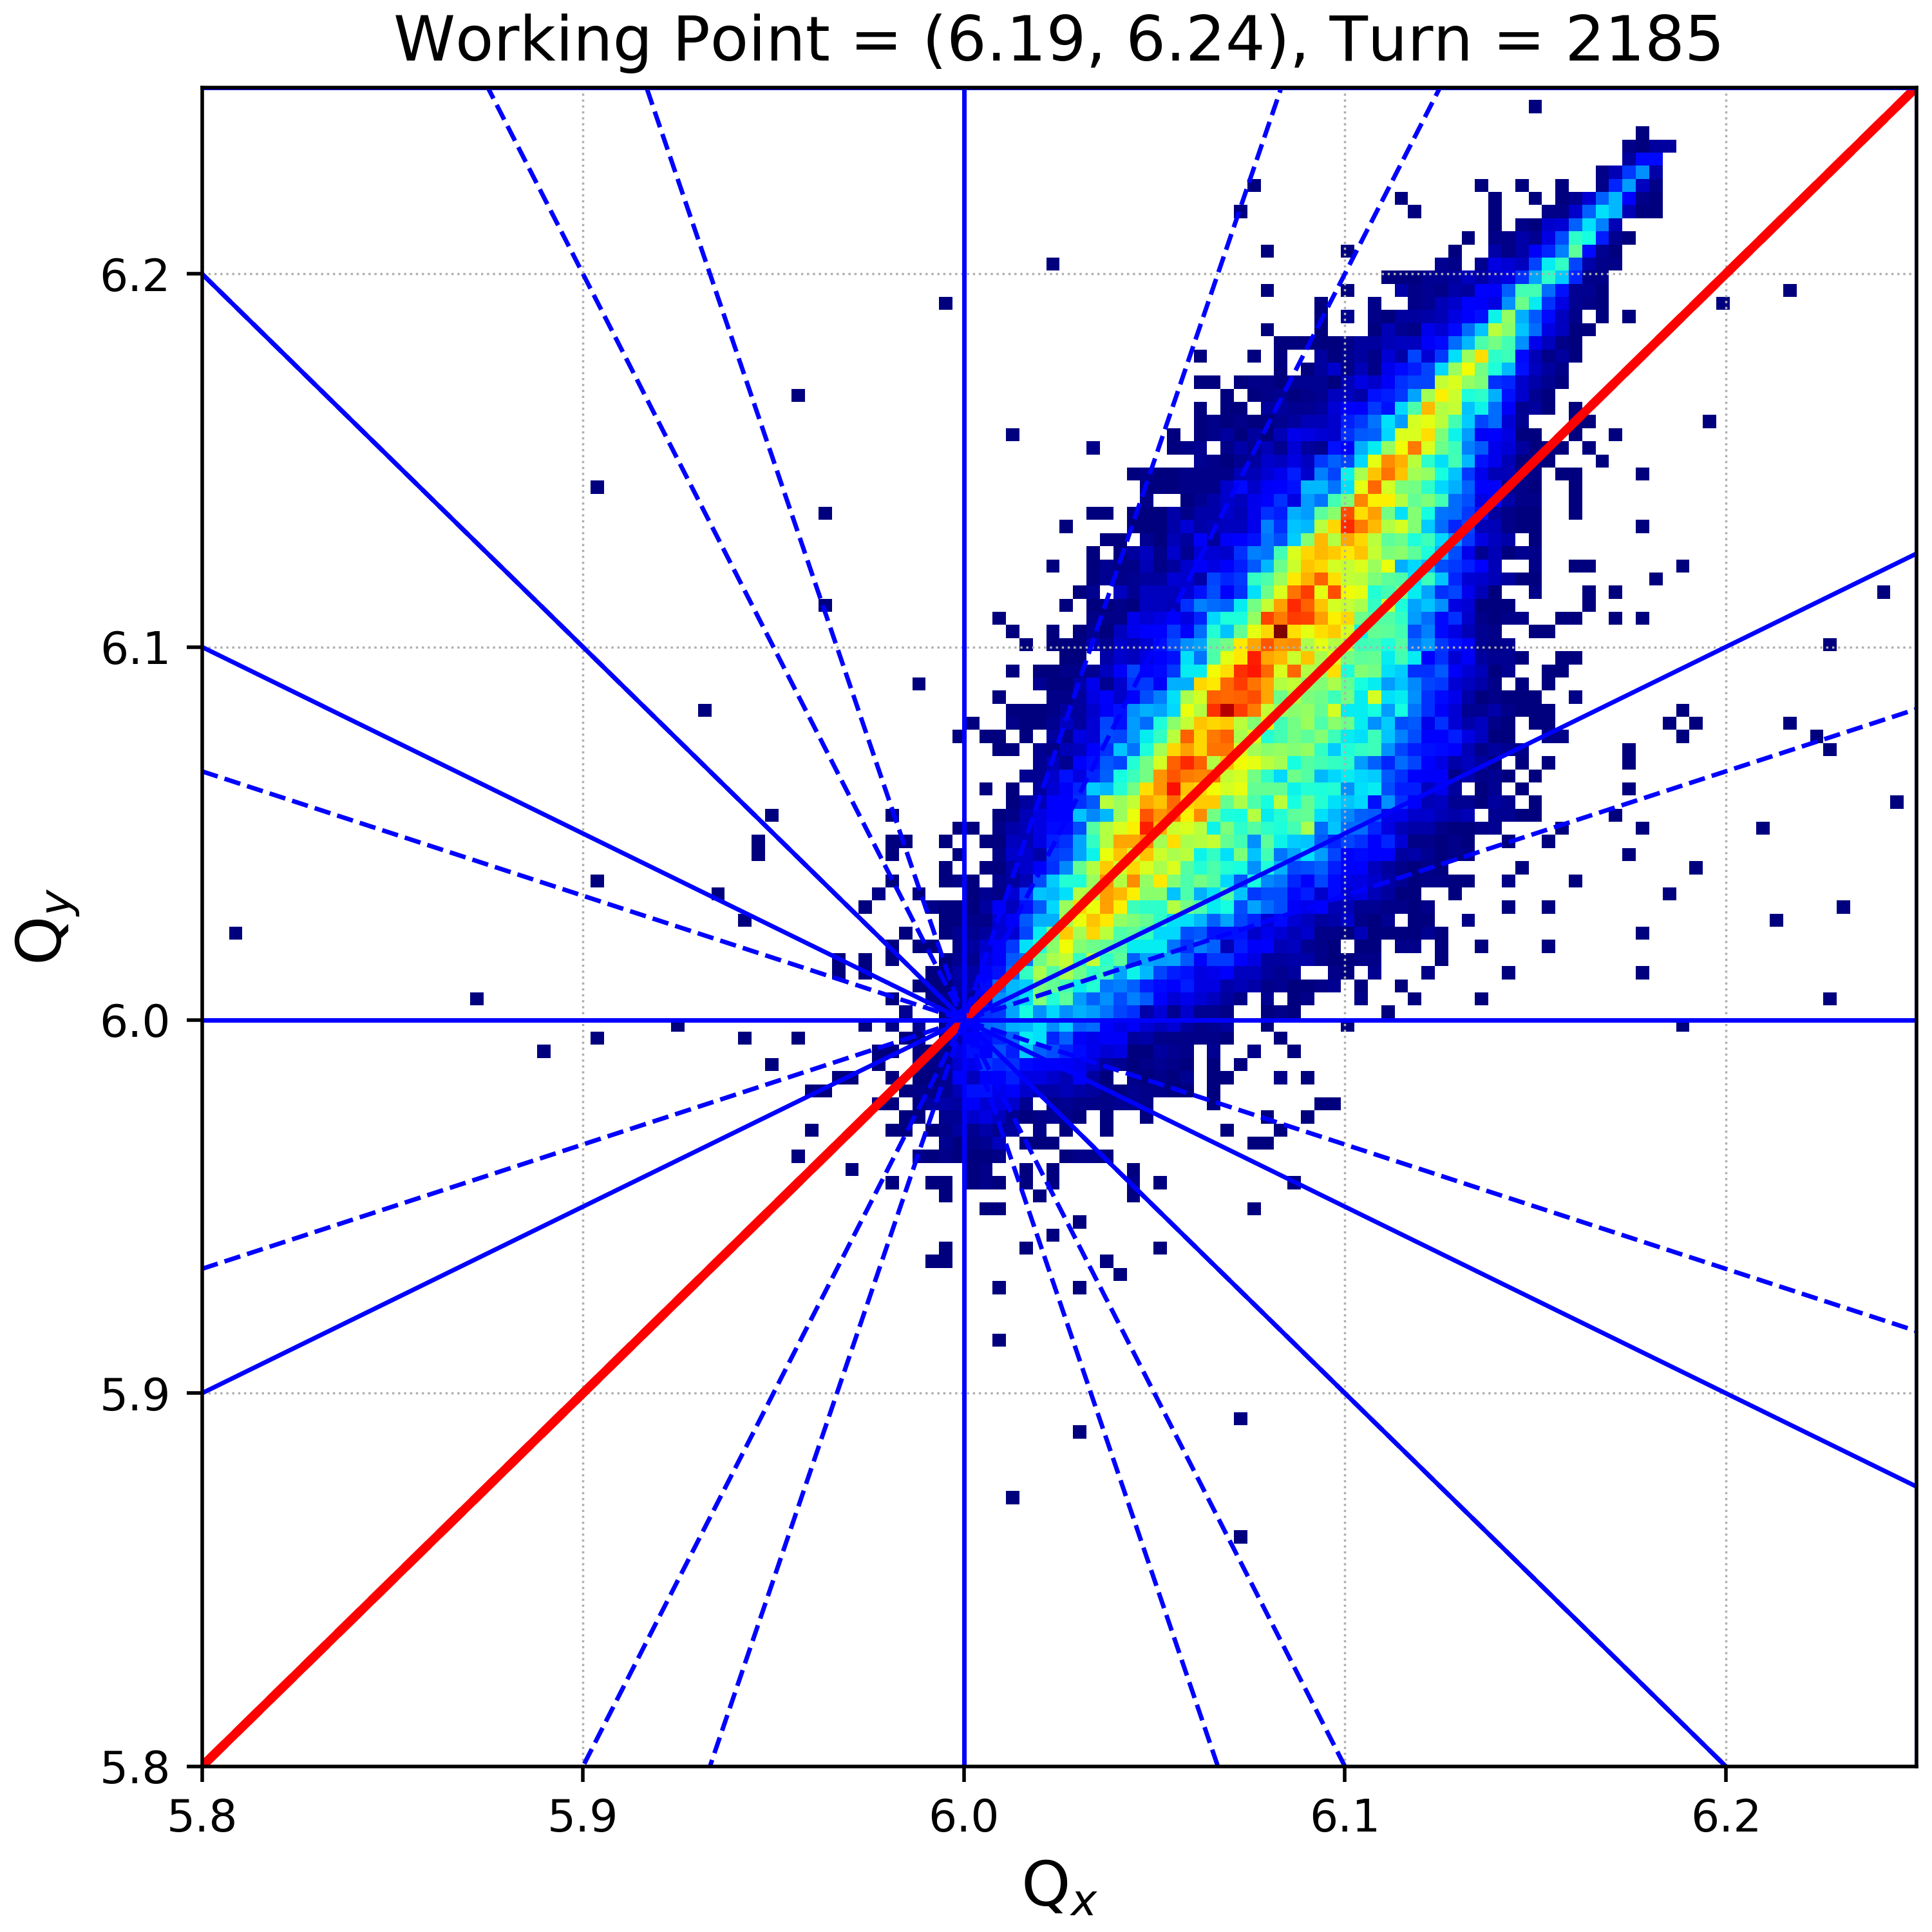 Working Point = (6.19, 6.24), Turn = 2185
6.2
6.1
6.0
5.9
5.8
Qy
5.8 5.9 6.0 6.1 6.2
Qx